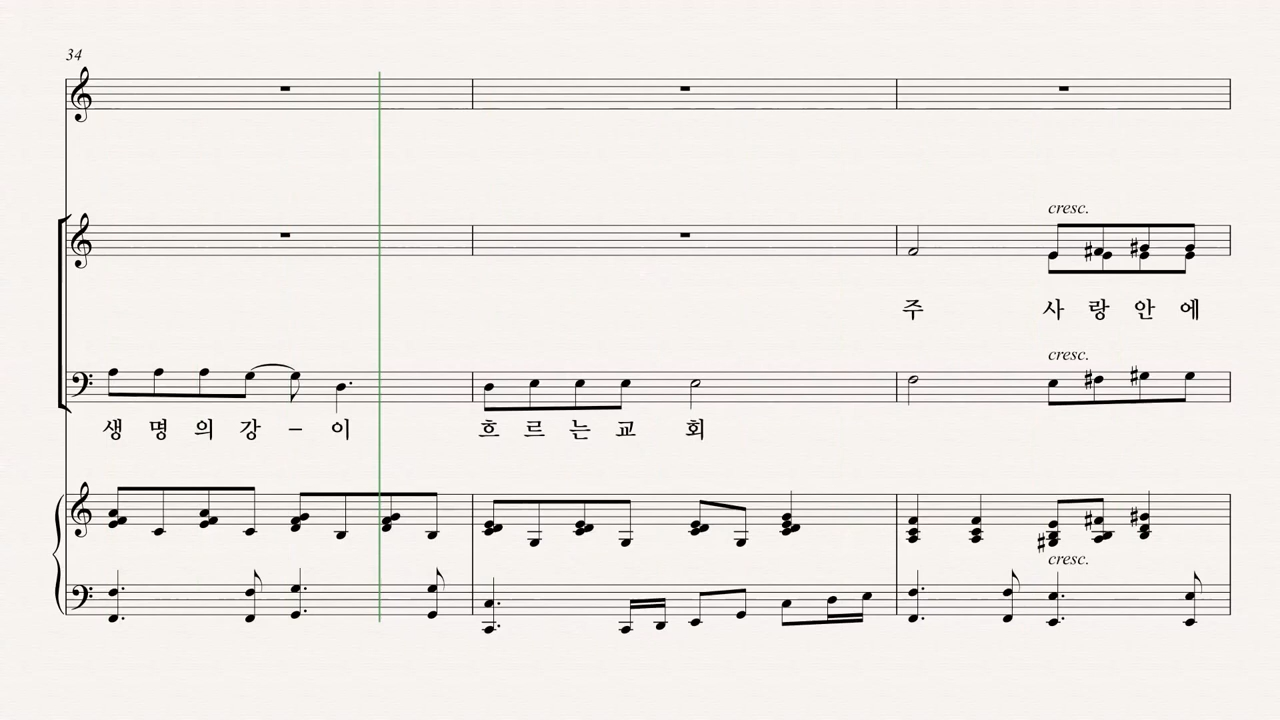 34
cresc.
주 사 랑 안 에
cresc.
생 명 의 강 – 이 흐 르 는 교 회
cresc.